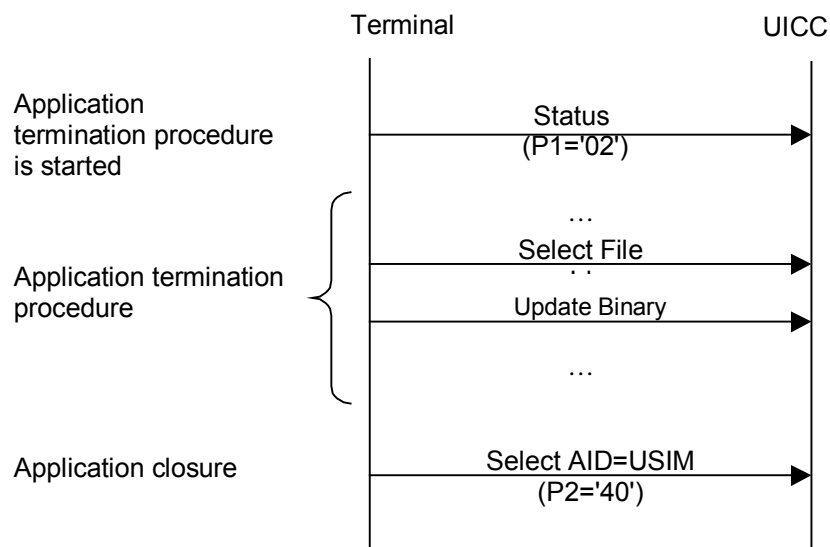 Terminal
UICC
Application
termination procedure
is started
Status
(P1='02')
...
Select File
. .
Application termination
procedure
Update Binary
...
Application closure
Select AID=USIM
(P2='40')